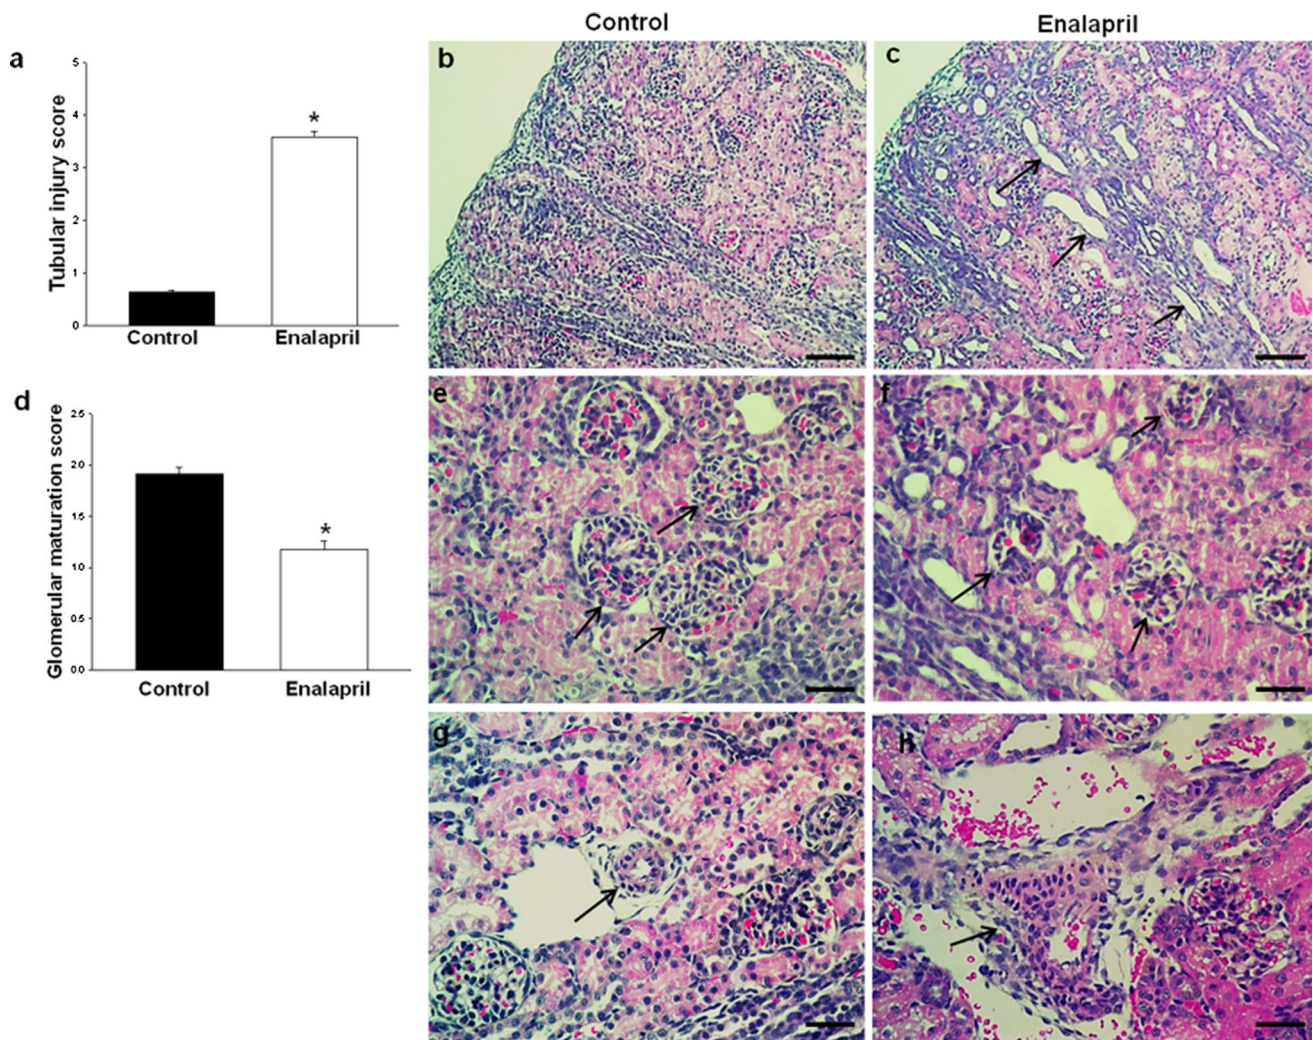 Control
Enalapril
a
Tubular injury score
5
4
3
2
1
0
*
Control
Enalapril
b
c
d
Glomerular maturation score
2.5
2.0
1.5
1.0
0.5
0.0
*
Control
Enalapril
e
f
g
h